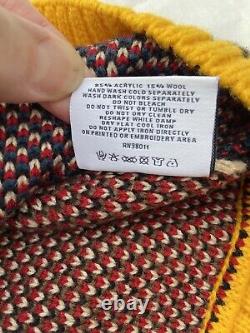 85% ACRYLIC 15% WOOL
HAND WASH COLD SEPARATELY
WASH DARK COLORS SEPARATELY
DO NOT BLEACH
DO NOT TWIST OR TUMBLE DRY
DO NOT DRY CLEAN
RESHAPE WHILE DAMP
DRY FLAT COOL IRON
DO NOT APPLY IRON DIRECTLY
ON PRINTED OR EMBROIDERY AREA
RN38011